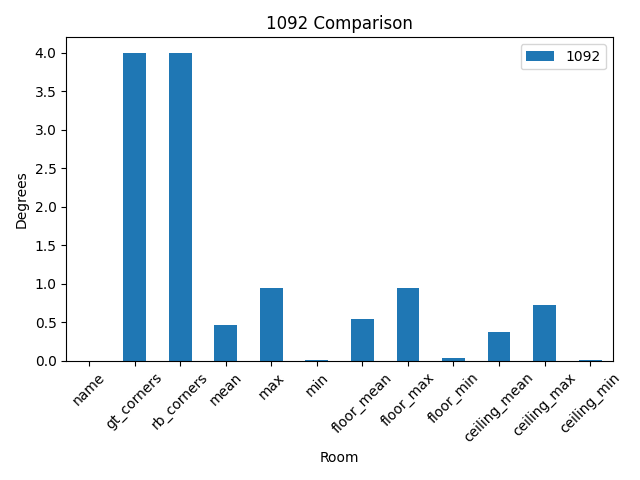 1092 Comparison
1092
Degrees
4.0
3.5
3.0
2.5
2.0
1.5
1.0
0.5
0.0
name
gt_corners
rb_corners
mean
max
min
floor_mean
floor_max
floor_min
ceiling_mean
ceiling_max
ceiling_min
Room